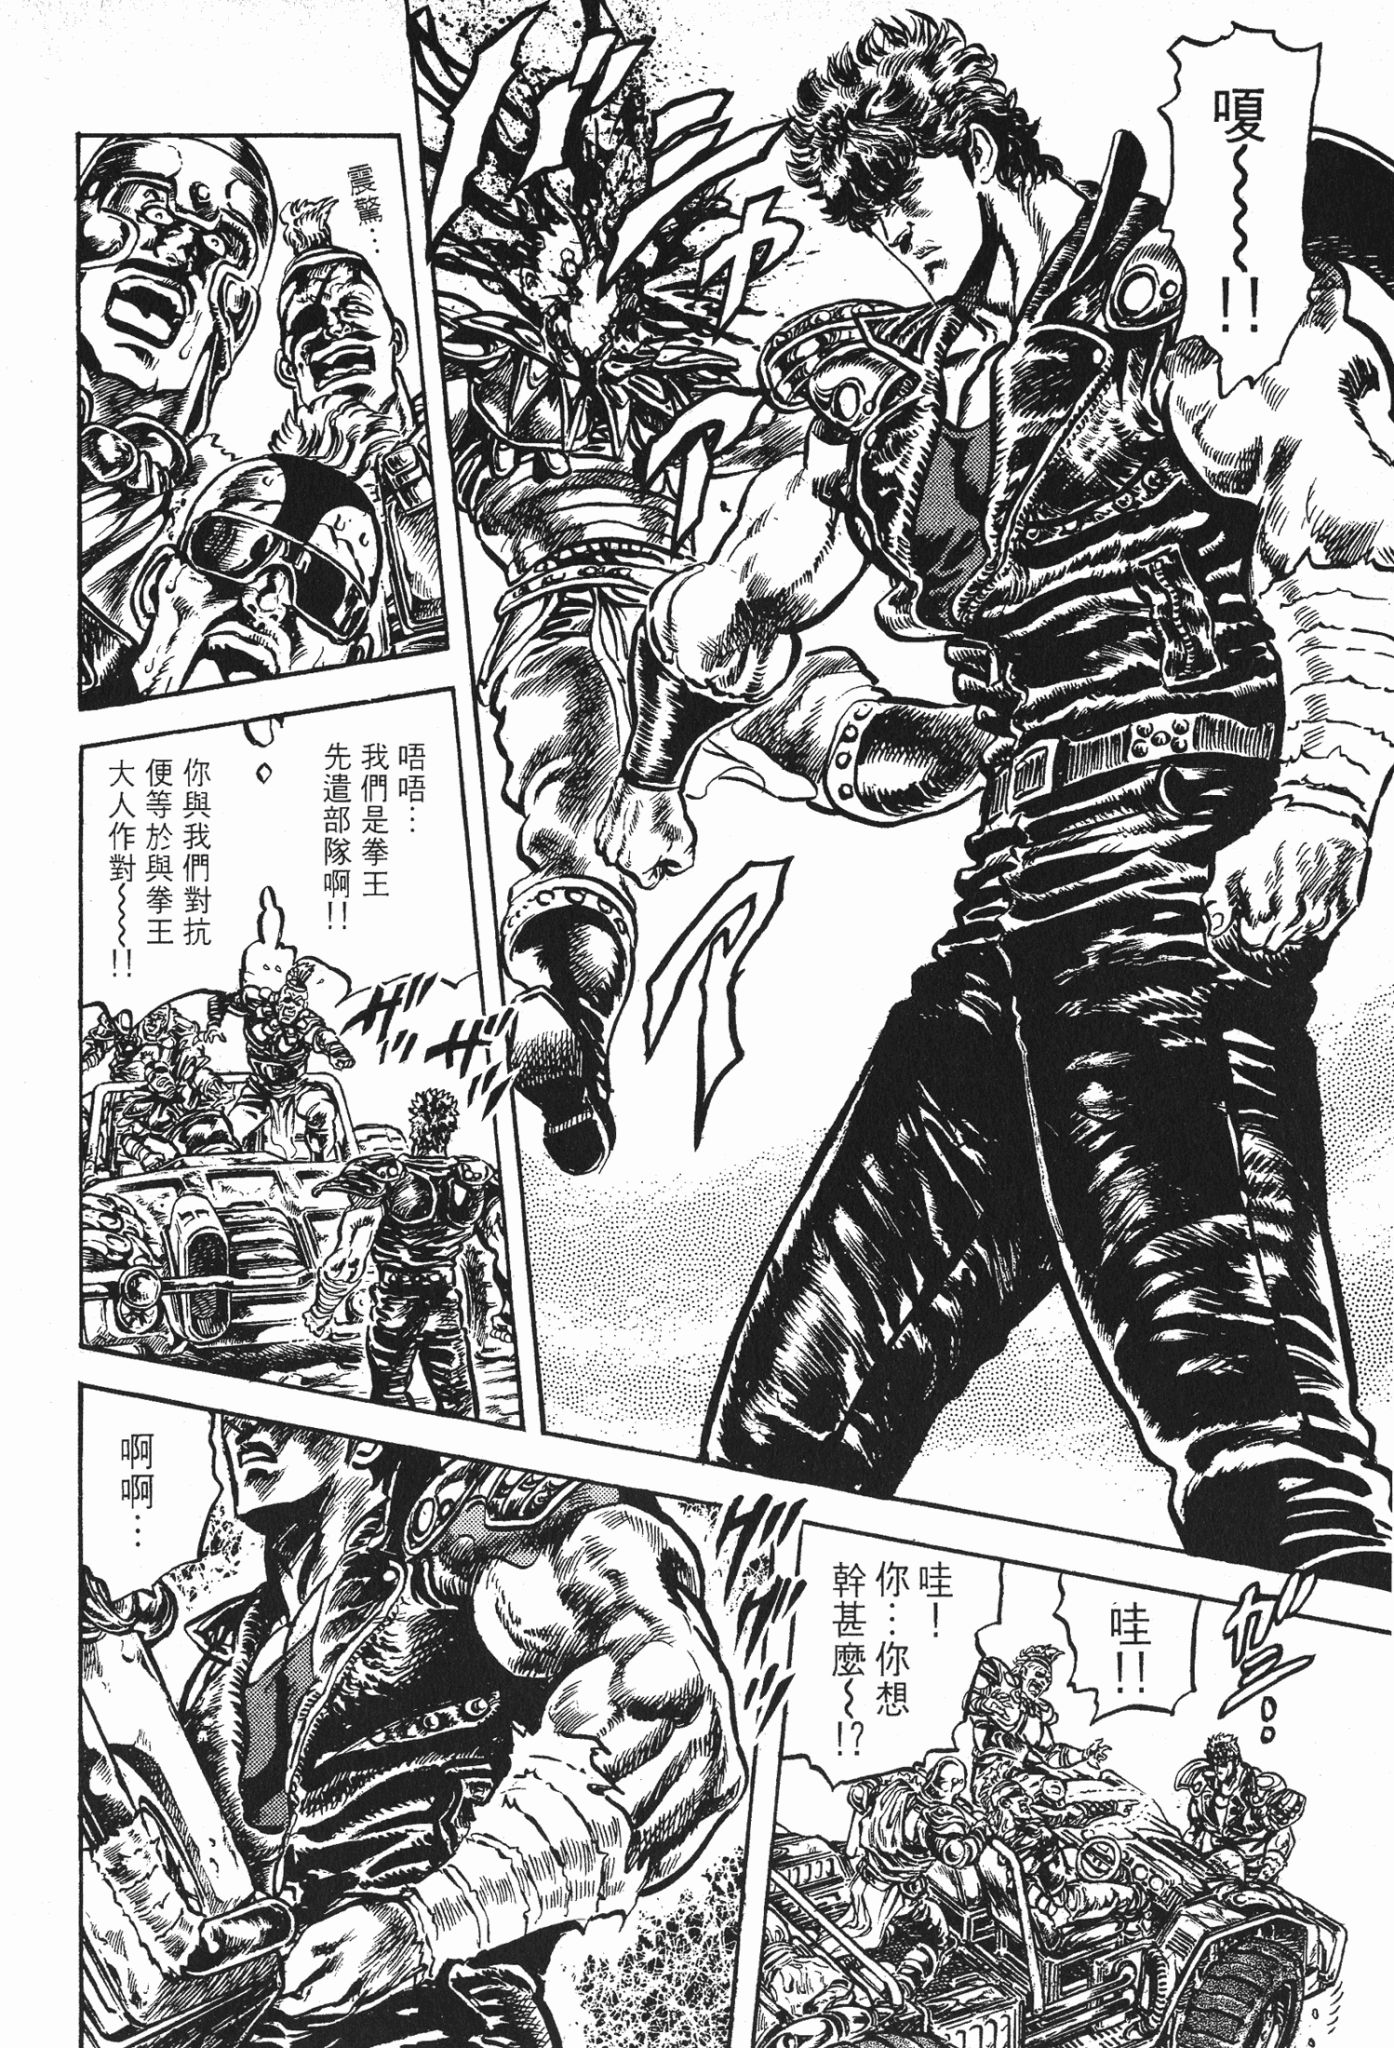 嗄～～～!!
震驚…
唔唔…
我們是拳王
先遣部隊啊!!
你與我們對抗
便等於與拳王
大人作對～～～!!
哇!!
哇！
你…你想
幹甚麼～!?
啊啊…